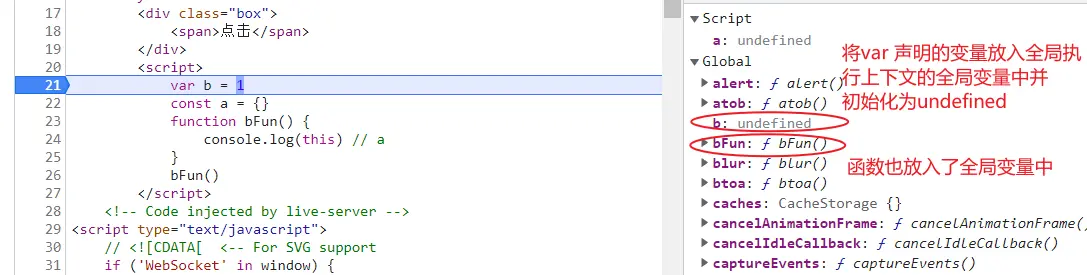 17 <div class="box">
18 <span>点击</span>
19 </div>
20 <script>
21 var b = 1
22 const a = {}
23 function bFun() {
24 console.log(this) // a
25 }
26 bFun()
27 </script>
28 <!-- Code injected by live-server -->
29 <script type="text/javascript">
30 // <![CDATA[ <-- For SVG support
31 if ('WebSocket' in window) {
Script
a: undefined
Global
alert: ƒ alert()
atob: ƒ atob()
b: undefined
bFun: ƒ bFun()
blur: ƒ blur()
btoa: ƒ btoa()
caches: CacheStorage {}
cancelAnimationFrame: ƒ cancelAnimationFrame()
cancelIdleCallback: ƒ cancelIdleCallback()
captureEvents: ƒ captureEvents()
将var 声明的变量放入全局执
行上下文的全局变量中并
初始化为undefined
函数也放入了全局变量中